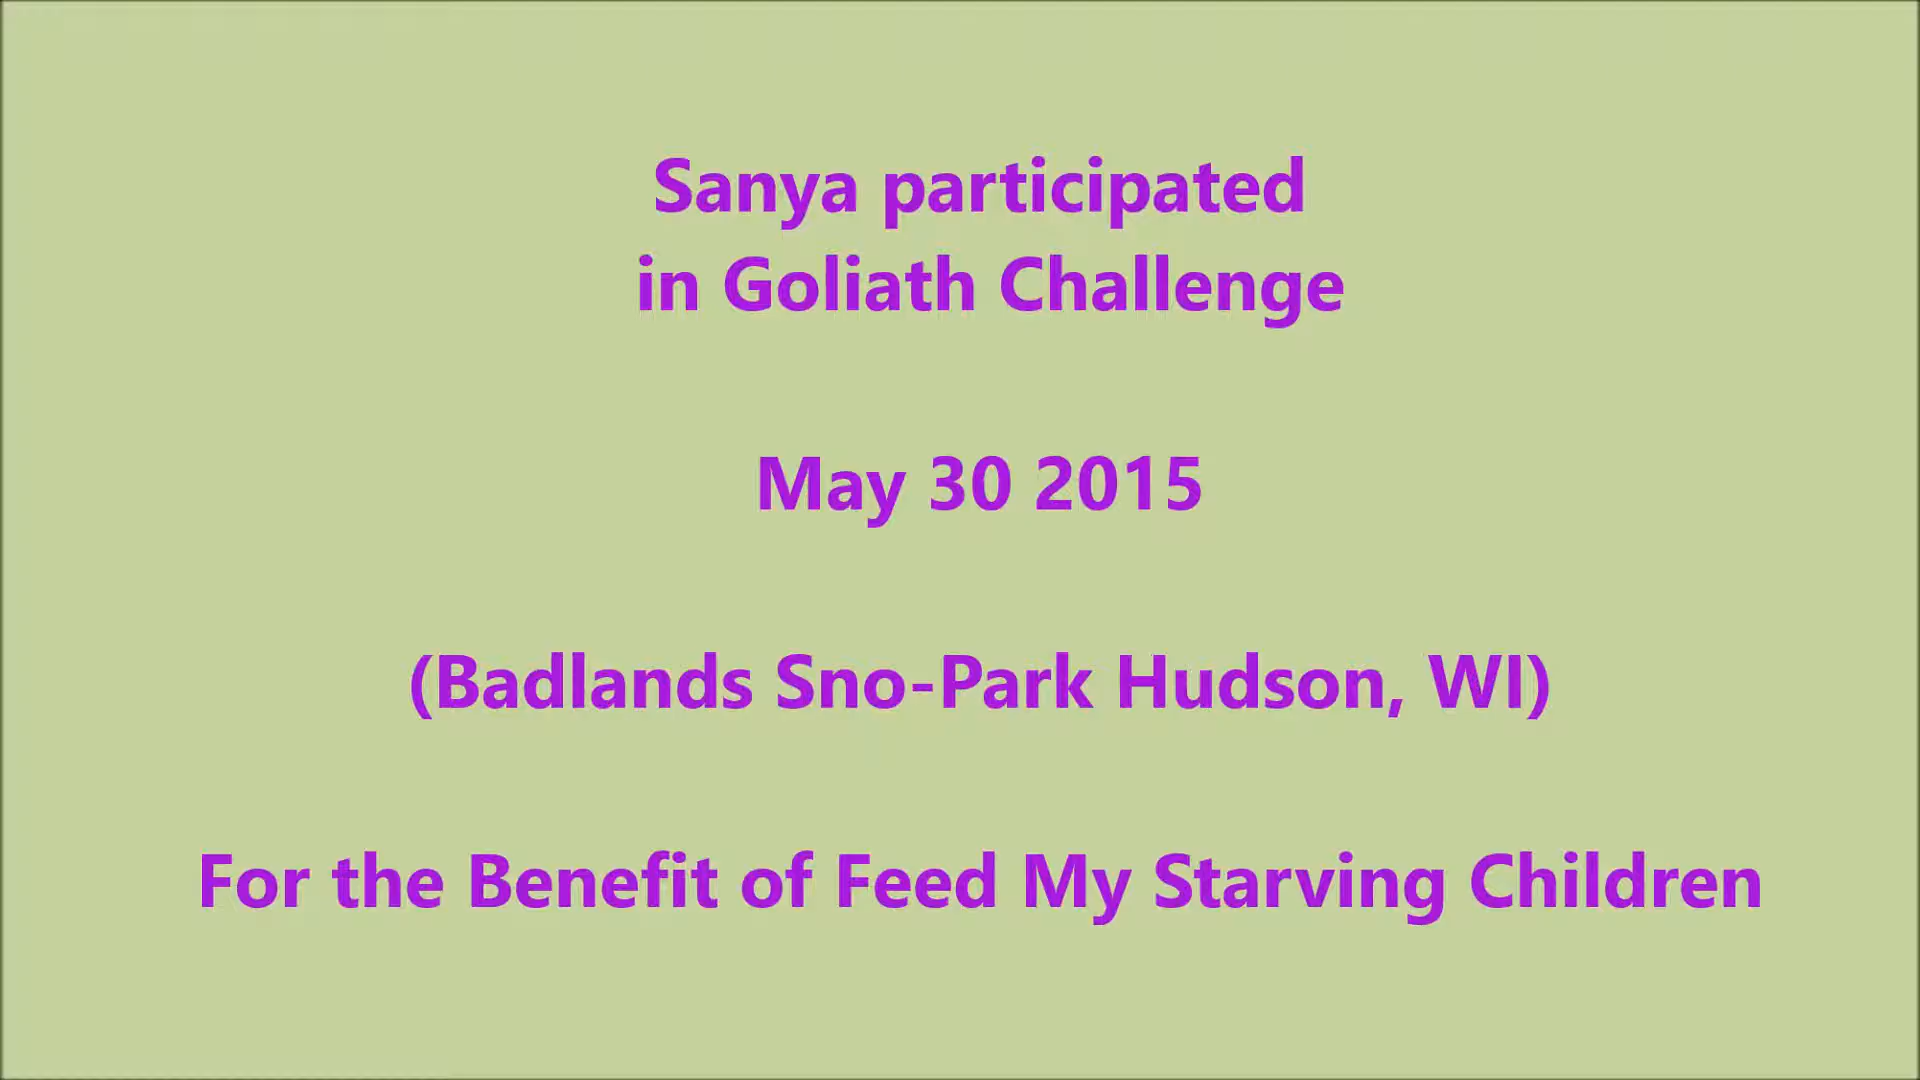 Sanya participated
in Goliath Challenge
May 30 2015
(Badlands Sno-Park Hudson, WI)
For the Benefit of Feed My Starving Children